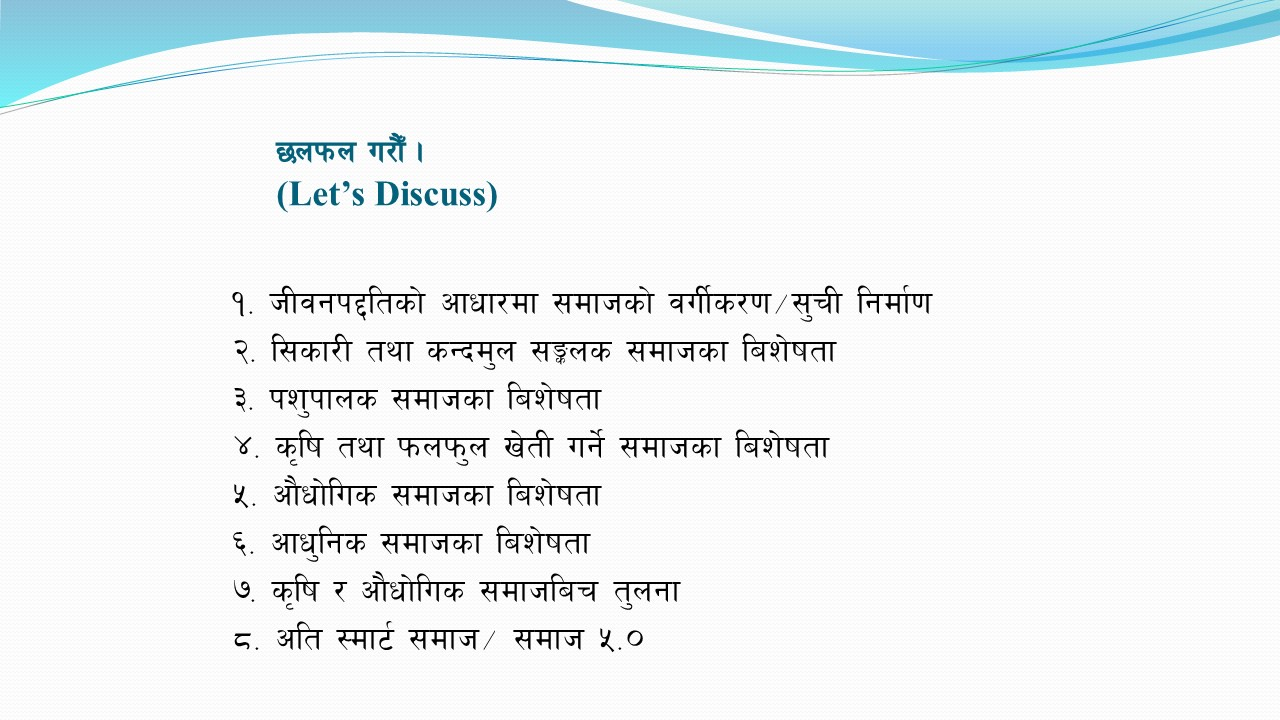 छलफल गरौँ ।
(Let’s Discuss)
१. जीवनपद्दतिको आधारमा समाजको वर्गीकरण/सुची निर्माण
२. सिकारी तथा कन्दमुल सङ्कलक समाजका बिशेषता
३. पशुपालक समाजका बिशेषता
४. कृषि तथा फलफुल खेती गर्ने समाजका बिशेषता
५. औधोगिक समाजका बिशेषता
६. आधुनिक समाजका बिशेषता
७. कृषि र औधोगिक समाजबिच तुलना
८. अति स्मार्ट समाज/ समाज ५.०